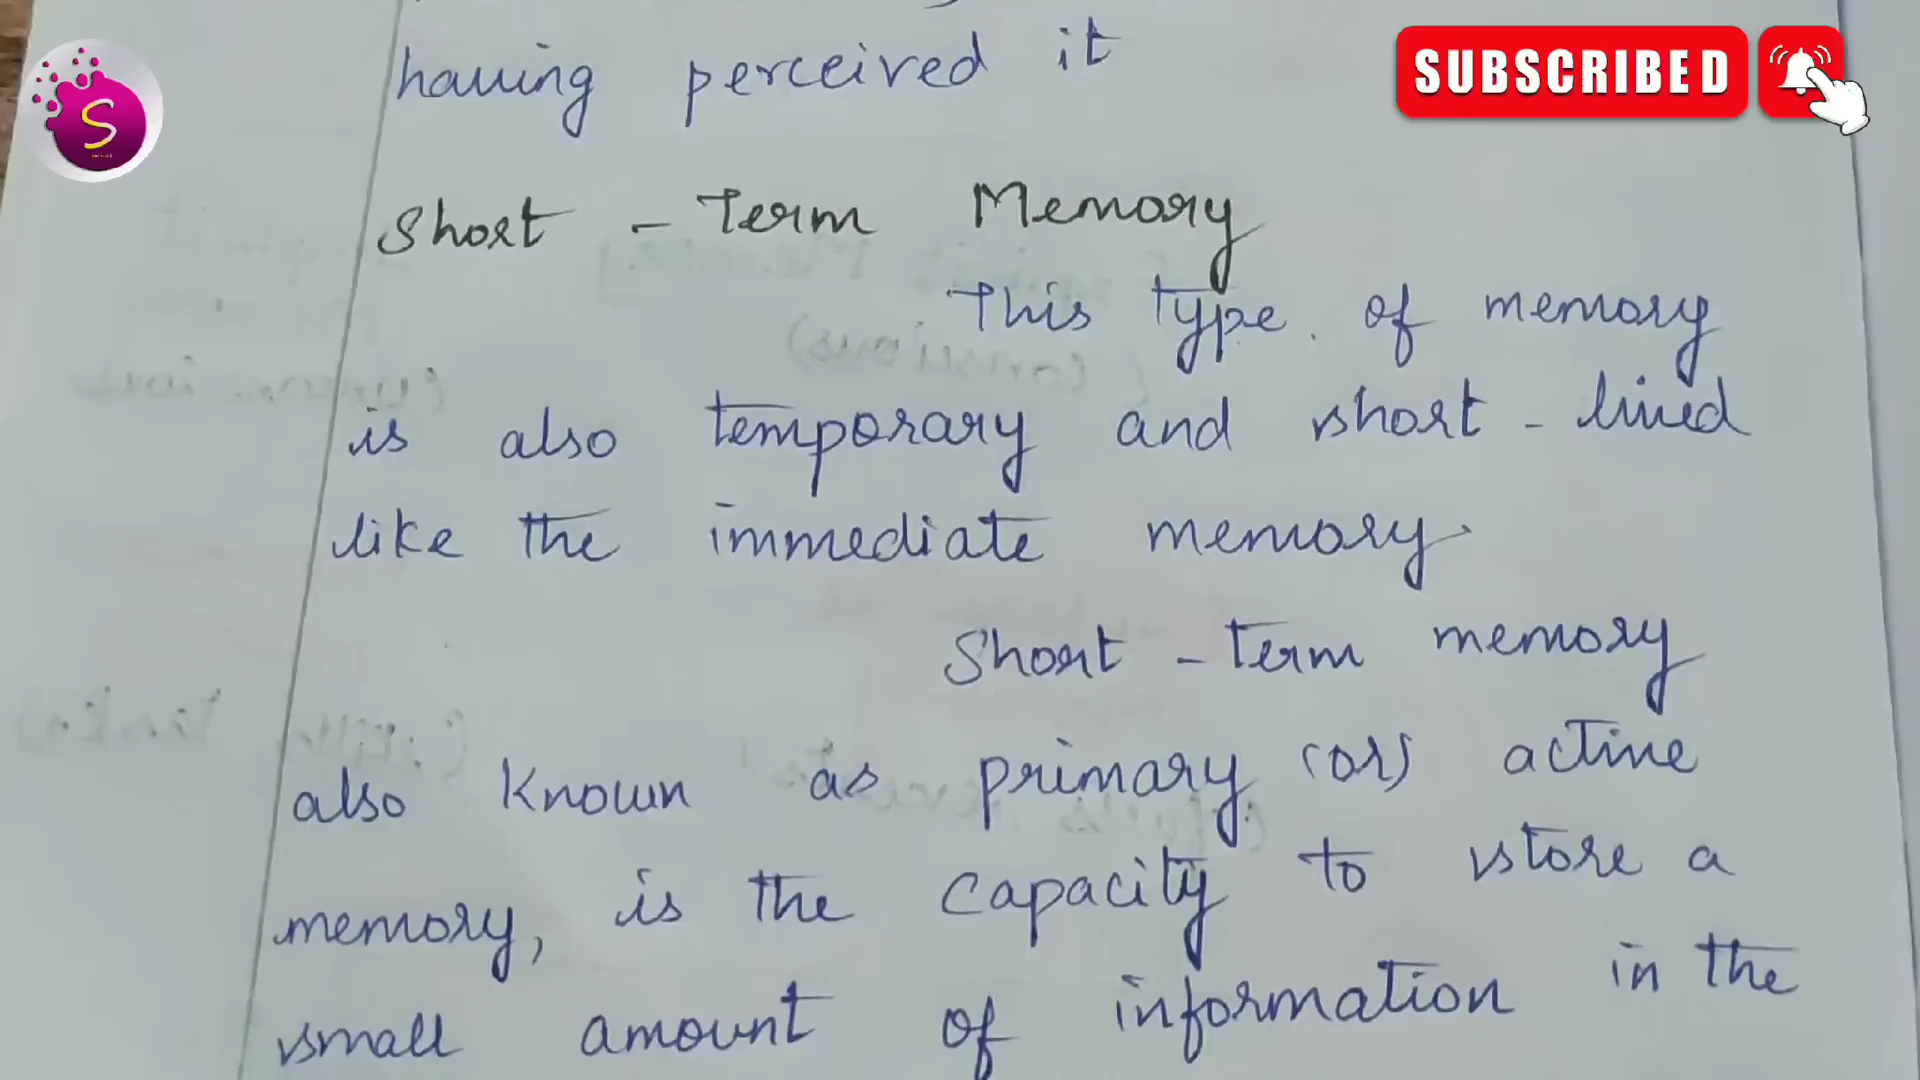 having perceived it
SUBSCRIBED
S
Short - Term Memory
This type of memory
is also temporary and short - lived
like the immediate memory.
Short - term memory
also known as primary (or) active
memory, is the capacity to store a
small amount of information in the